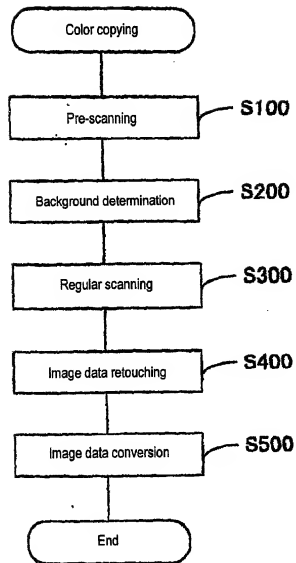 Color copying
Pre-scanning S100
Background determination S200
Regular scanning S300
Image data retouching S400
Image data conversion S500
End